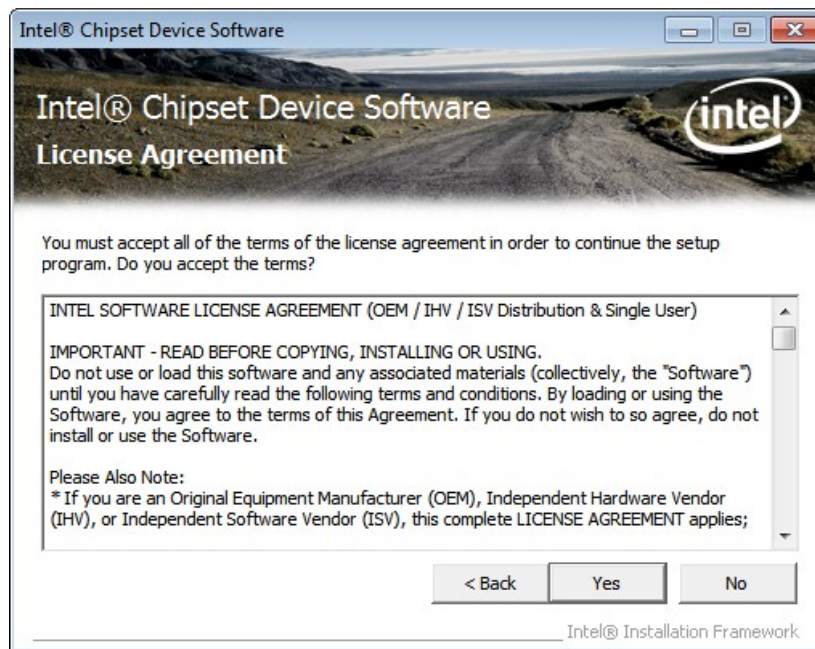 Intel® Chipset Device Software
Intel® Chipset Device Software
License Agreement
intel
You must accept all of the terms of the license agreement in order to continue the setup
program. Do you accept the terms?
INTEL SOFTWARE LICENSE AGREEMENT (OEM / IHV / ISV Distribution & Single User)
IMPORTANT - READ BEFORE COPYING, INSTALLING OR USING.
Do not use or load this software and any associated materials (collectively, the "Software")
until you have carefully read the following terms and conditions. By loading or using the
Software, you agree to the terms of this Agreement. If you do not wish to so agree, do not
install or use the Software.
Please Also Note:
* If you are an Original Equipment Manufacturer (OEM), Independent Hardware Vendor
(IHV), or Independent Software Vendor (ISV), this complete LICENSE AGREEMENT applies;
< Back Yes No
Intel® Installation Framework